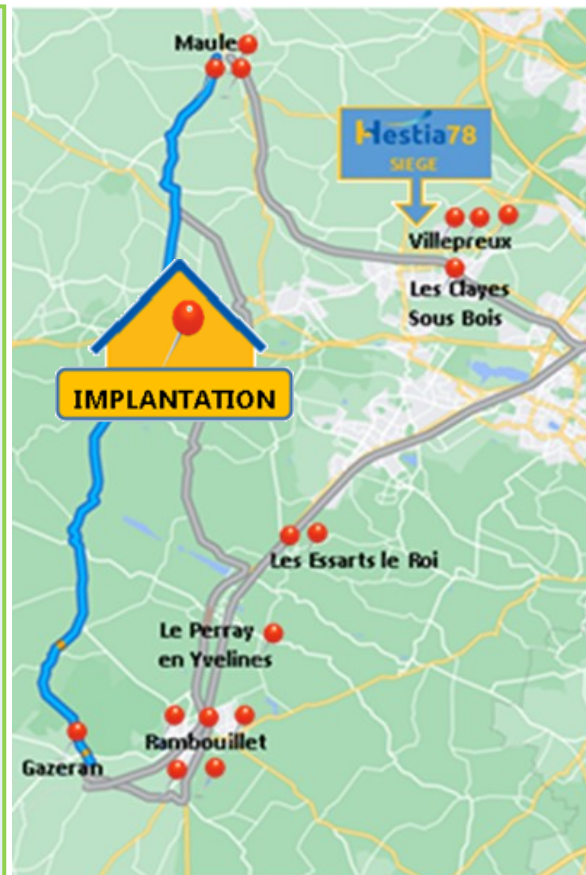 Maule
Hestia78
SIEGE
Villepreux
Les Clayes
Sous Bois
IMPLANTATION
Les Essarts le Roi
Le Perray
en Yvelines
Rambouillet
Gazeran